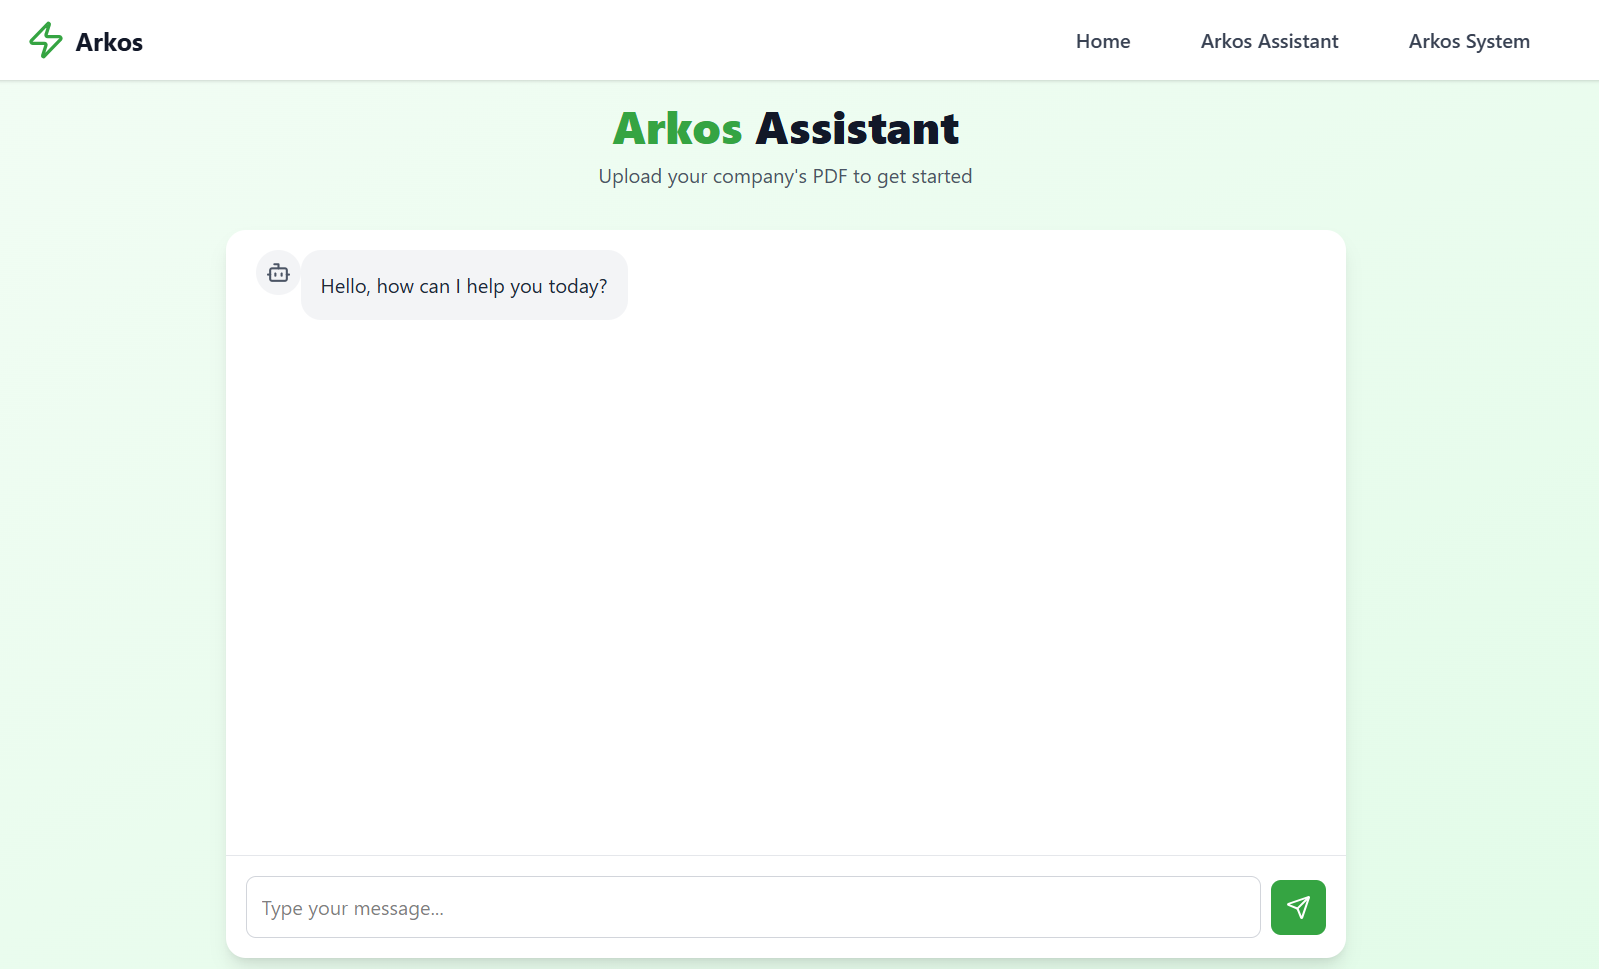 Arkos
Home
Arkos Assistant
Arkos System
Arkos Assistant
Upload your company's PDF to get started
Hello, how can I help you today?
Type your message...